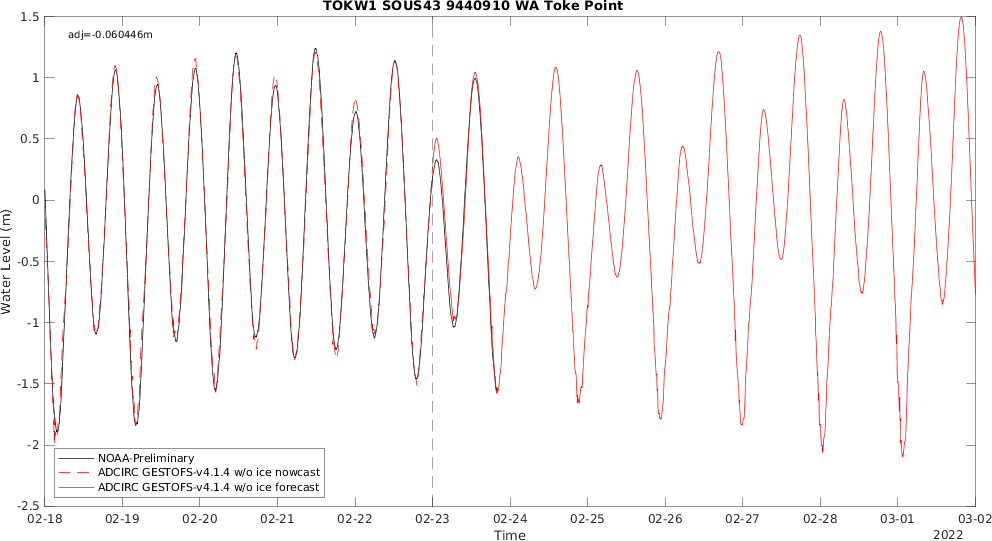 TOKW1 SOUS43 9440910 WA Toke Point
adj=-0.060446m
1.5
1
0.5
0
-0.5
-1
-1.5
-2
-2.5
Water Level (m)
NOAA-Preliminary
ADCIRC GESTOFS-v4.1.4 w/o ice nowcast
ADCIRC GESTOFS-v4.1.4 w/o ice forecast
02-18 02-19 02-20 02-21 02-22 02-23 02-24 02-25 02-26 02-27 02-28 03-01 03-02
Time
2022